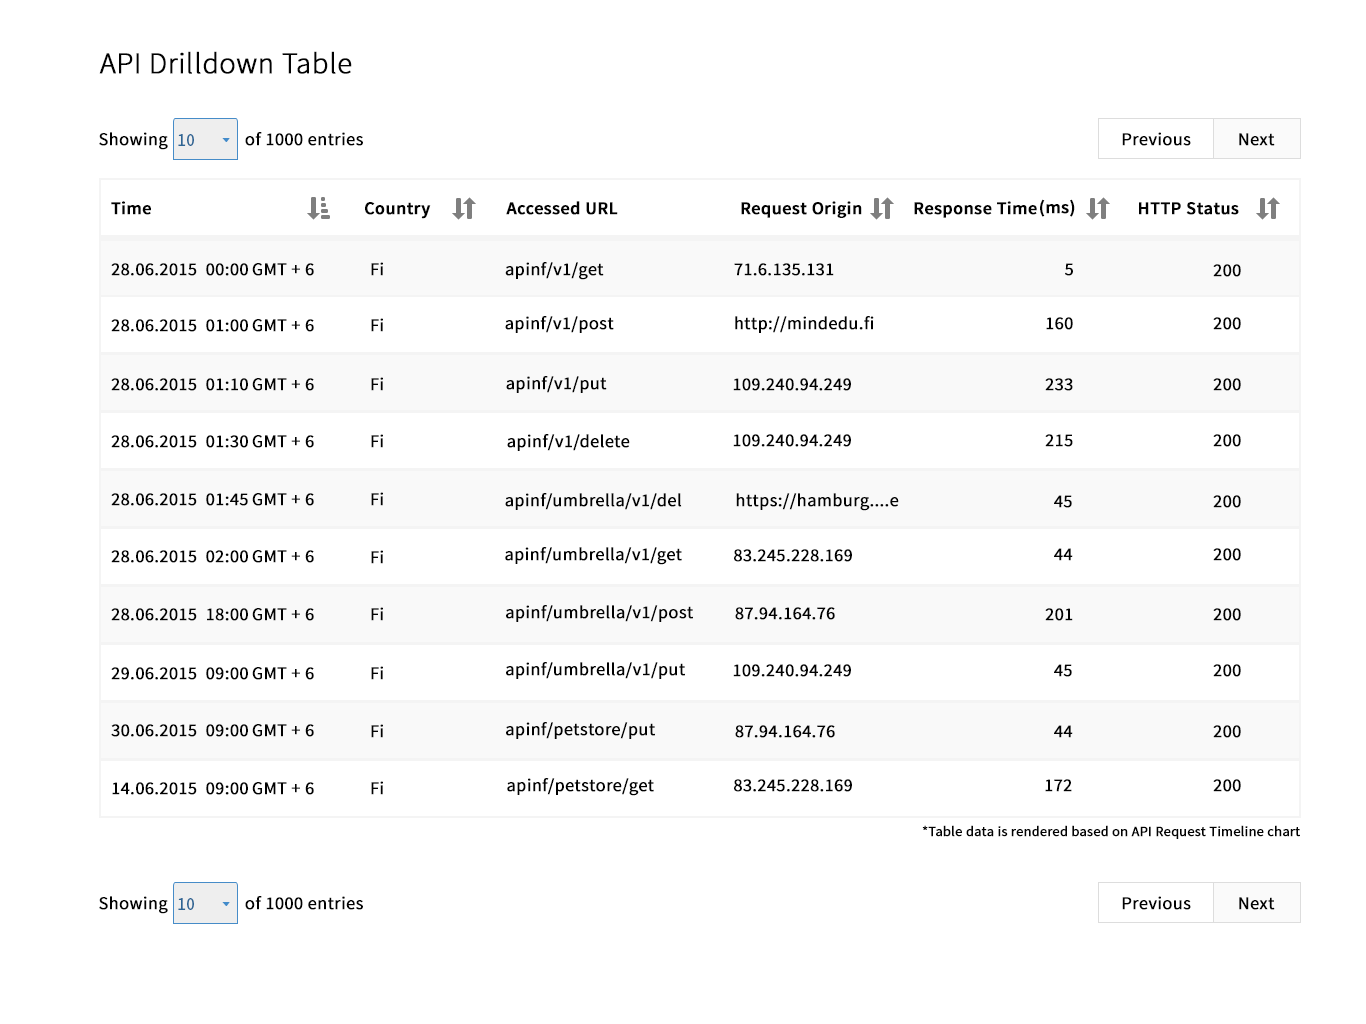 API Drilldown Table
Showing 10 of 1000 entries Previous Next
Time Country Accessed URL Request Origin Response Time(ms) HTTP Status
28.06.2015 00:00 GMT + 6 Fi apinf/v1/get 71.6.135.131 5 200
28.06.2015 01:00 GMT + 6 Fi apinf/v1/post http://mindedu.fi 160 200
28.06.2015 01:10 GMT + 6 Fi apinf/v1/put 109.240.94.249 233 200
28.06.2015 01:30 GMT + 6 Fi apinf/v1/delete 109.240.94.249 215 200
28.06.2015 01:45 GMT + 6 Fi apinf/umbrella/v1/del https://hamburg....e 45 200
28.06.2015 02:00 GMT + 6 Fi apinf/umbrella/v1/get 83.245.228.169 44 200
28.06.2015 18:00 GMT + 6 Fi apinf/umbrella/v1/post 87.94.164.76 201 200
29.06.2015 09:00 GMT + 6 Fi apinf/umbrella/v1/put 109.240.94.249 45 200
30.06.2015 09:00 GMT + 6 Fi apinf/petstore/put 87.94.164.76 44 200
14.06.2015 09:00 GMT + 6 Fi apinf/petstore/get 83.245.228.169 172 200
*Table data is rendered based on API Request Timeline chart
Showing 10 of 1000 entries Previous Next